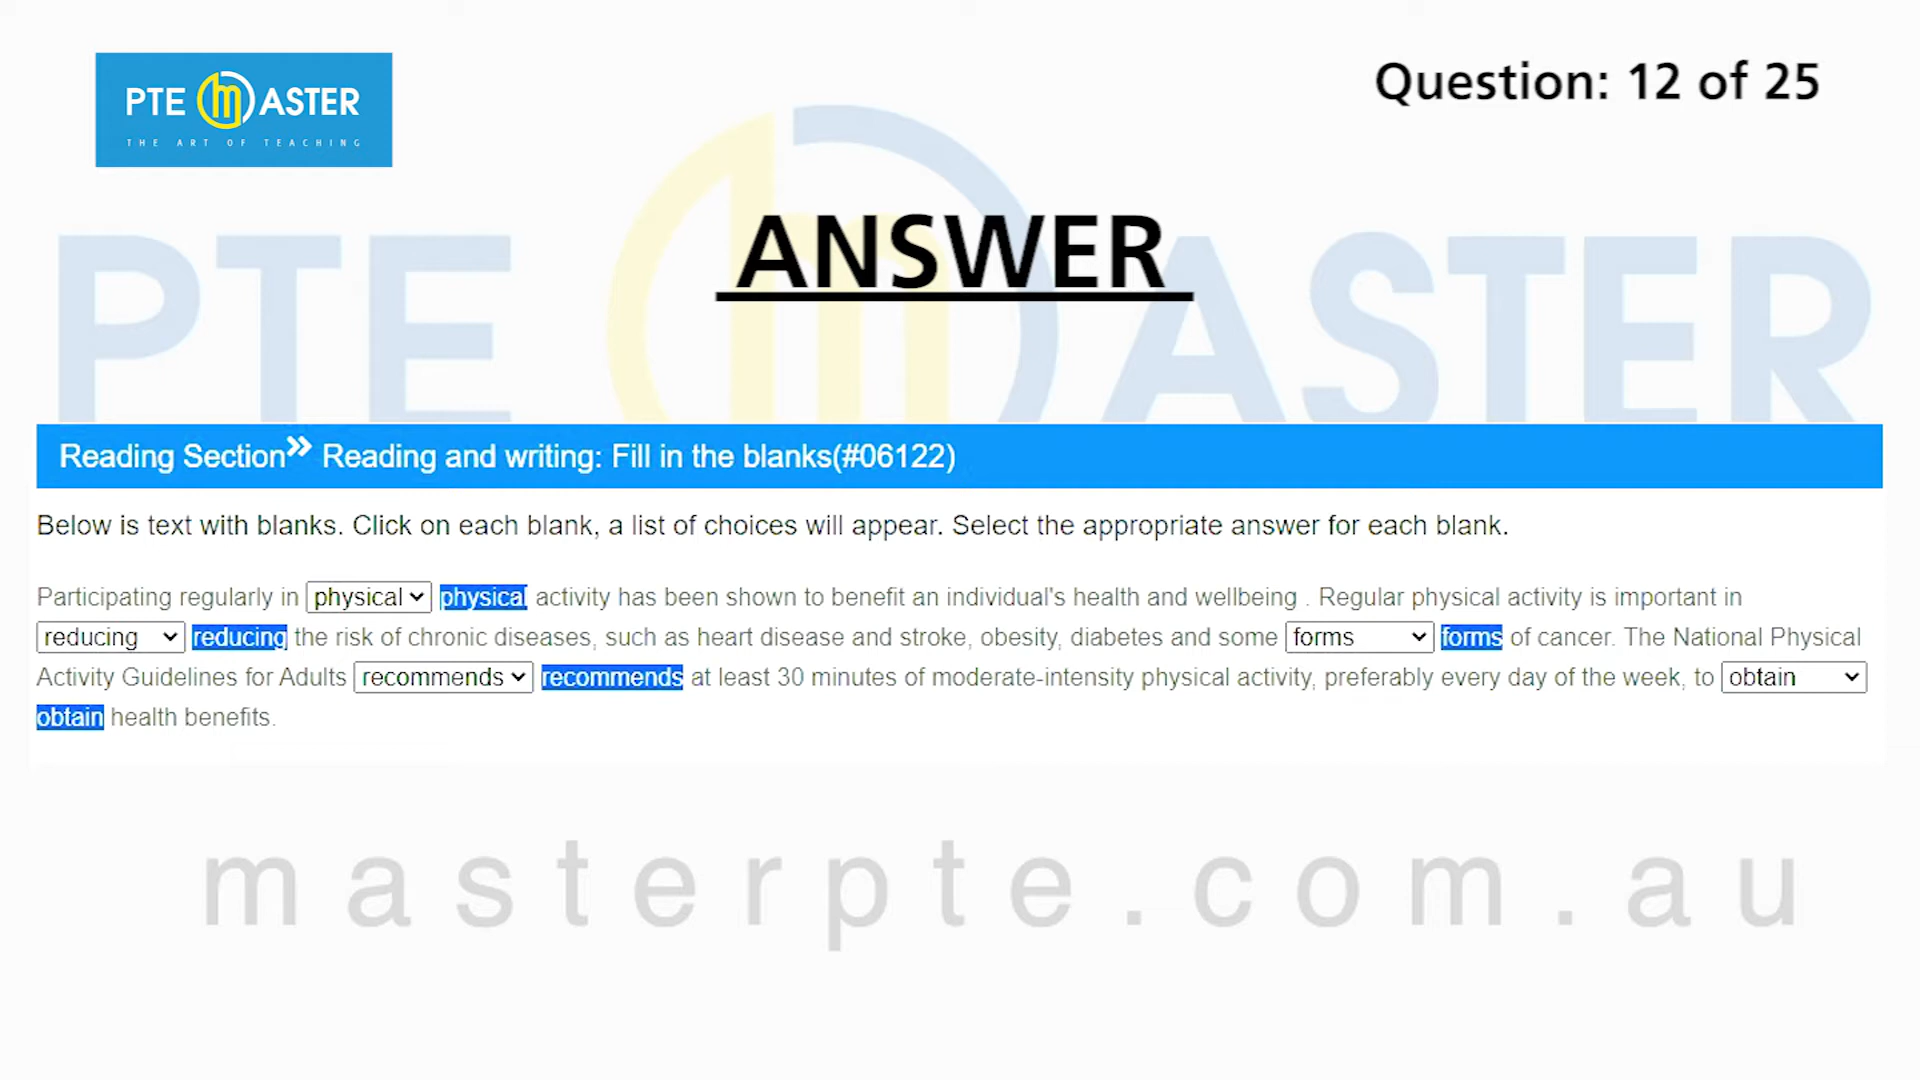 PTE MASTER
THE ART OF TEACHING
Question: 12 of 25
ANSWER
PTE MASTER
Reading Section» Reading and writing: Fill in the blanks(#06122)
Below is text with blanks. Click on each blank, a list of choices will appear. Select the appropriate answer for each blank.
Participating regularly in physical physical activity has been shown to benefit an individual's health and wellbeing . Regular physical activity is important in
reducing reducing the risk of chronic diseases, such as heart disease and stroke, obesity, diabetes and some forms forms of cancer. The National Physical
Activity Guidelines for Adults recommends recommends at least 30 minutes of moderate-intensity physical activity, preferably every day of the week, to obtain
obtain health benefits.
masterpte.com.au